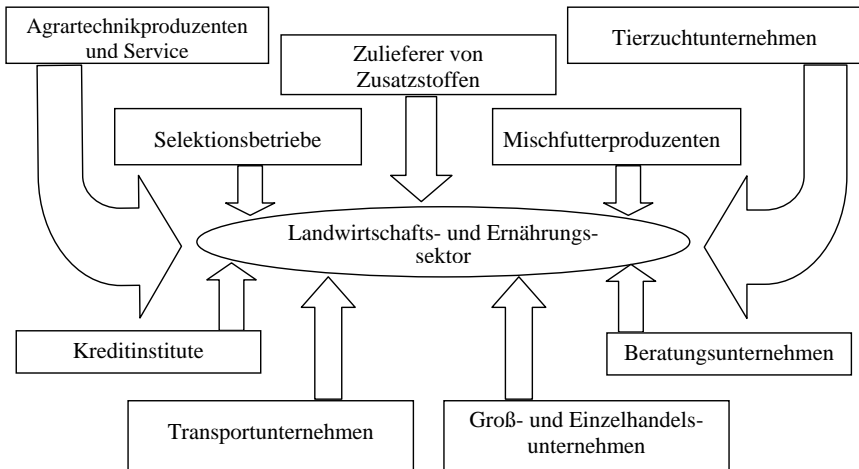 Agrartechnikproduzenten
und Service
Zulieferer von
Zusatzstoffen
Tierzuchtunternehmen
Selektionsbetriebe
Mischfutterproduzenten
Landwirtschafts- und Ernährungs-
sektor
Kreditinstitute
Beratungsunternehmen
Transportunternehmen
Groß- und Einzelhandels-
unternehmen